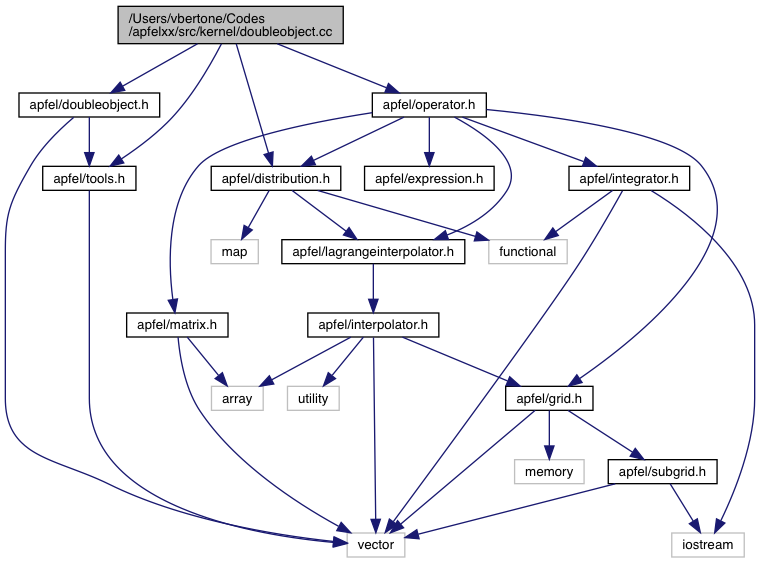 /Users/vbertone/Codes
/apfelxx/src/kernel/doubleobject.cc
apfel/doubleobject.h
apfel/operator.h
apfel/tools.h
apfel/distribution.h
apfel/expression.h
apfel/integrator.h
map
apfel/lagrangeinterpolator.h
functional
apfel/matrix.h
apfel/interpolator.h
array
utility
apfel/grid.h
memory
apfel/subgrid.h
vector
iostream